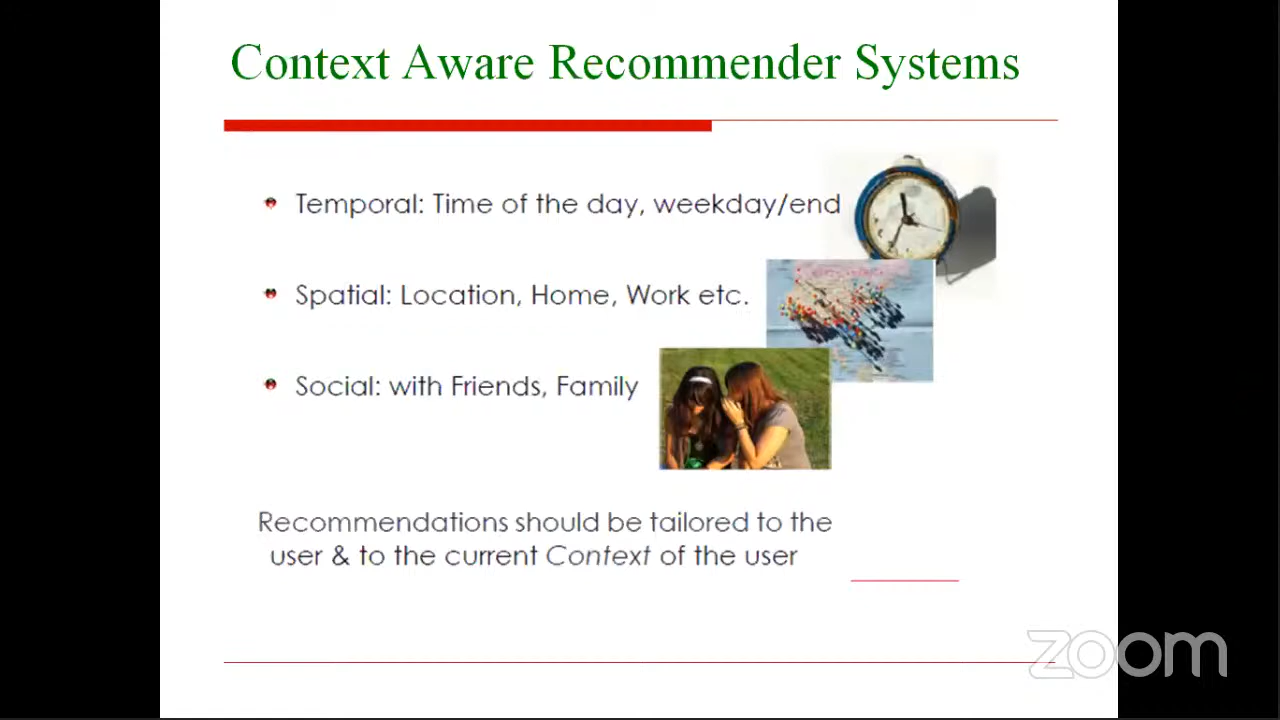 Context Aware Recommender Systems
Temporal: Time of the day, weekday/end
Spatial: Location, Home, Work etc.
Social: with Friends, Family
Recommendations should be tailored to the
user & to the current Context of the user
zoom